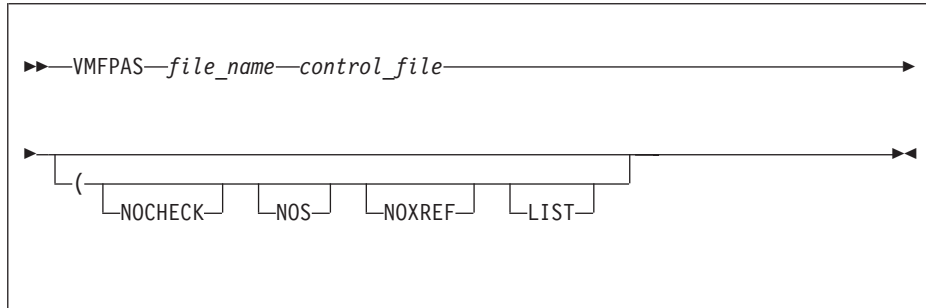 VMFPAS file_name control_file
(
NOCHECK NOS NOXREF LIST